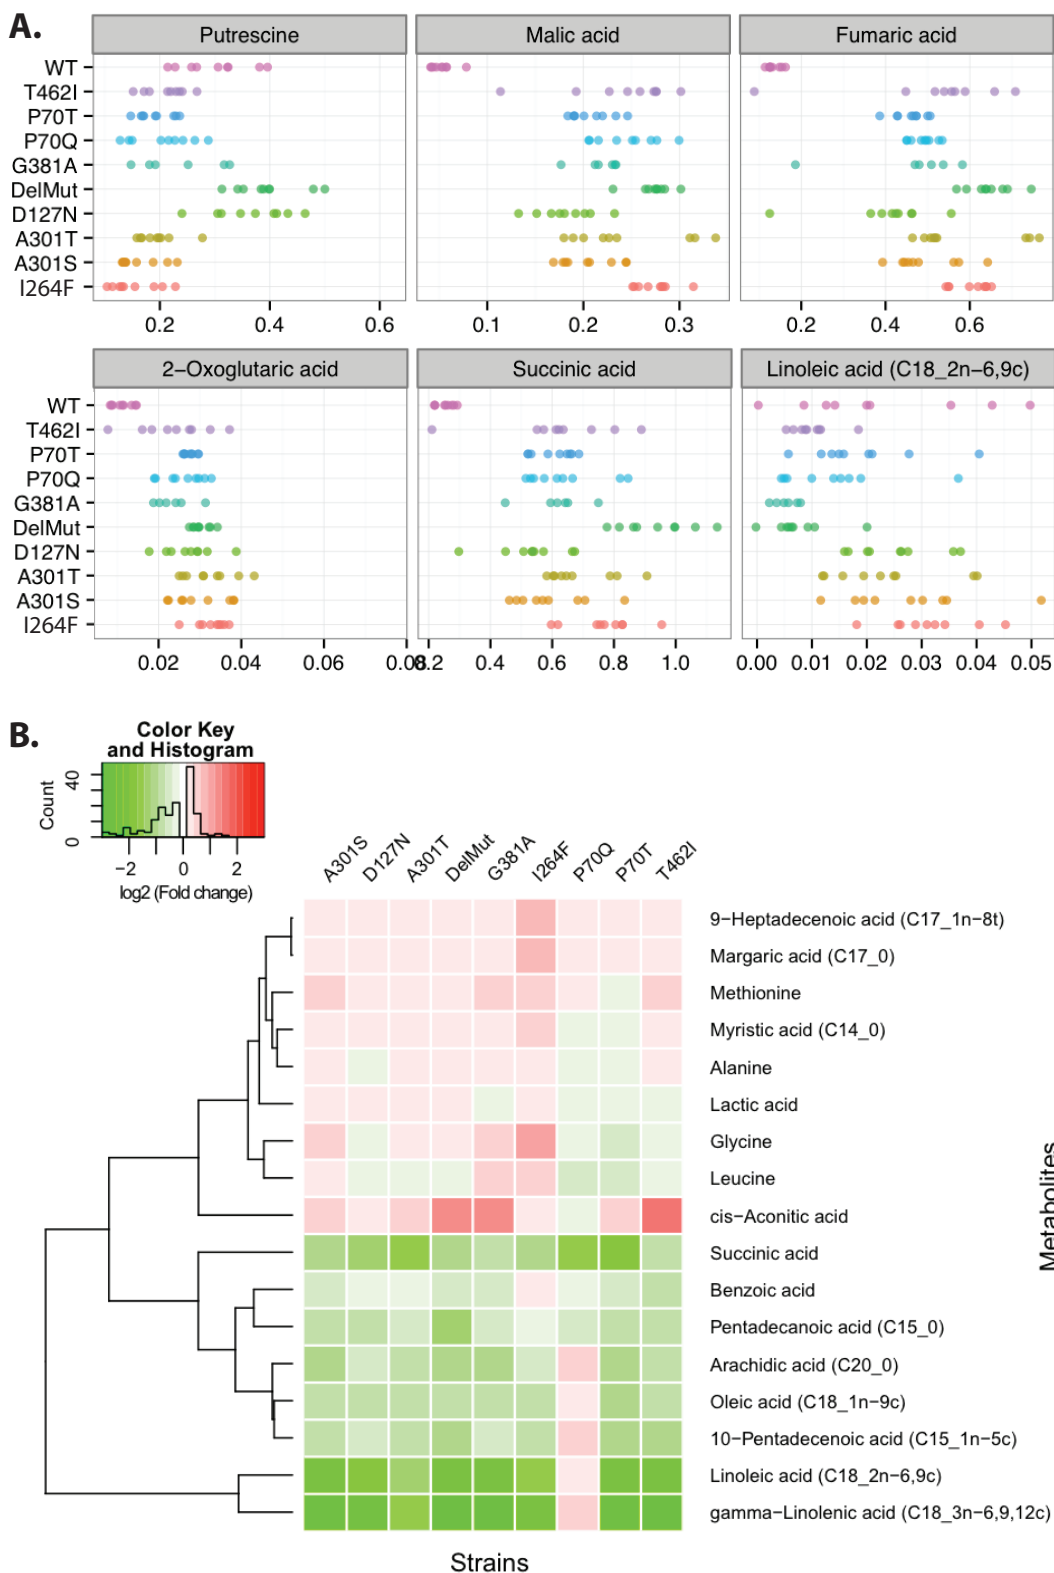 A.
Putrescine Malic acid Fumaric acid
WT
T462I
P70T
P70Q
G381A
DelMut
D127N
A301T
A301S
I264F
0.2 0.4 0.6 0.1 0.2 0.3 0.2 0.4 0.6
2−Oxoglutaric acid Succinic acid Linoleic acid (C18_2n−6,9c)
WT
T462I
P70T
P70Q
G381A
DelMut
D127N
A301T
A301S
I264F
0.02 0.04 0.06 0.08 0.2 0.4 0.6 0.8 1.0 0.00 0.01 0.02 0.03 0.04 0.05
B.
Color Key
and Histogram
Count
0 40
−2 0 2
log2 (Fold change)
A301S D127N A301T DelMut G381A I264F P70Q P70T T462I
9−Heptadecenoic acid (C17_1n−8t)
Margaric acid (C17_0)
Methionine
Myristic acid (C14_0)
Alanine
Lactic acid
Glycine
Leucine
cis−Aconitic acid
Succinic acid
Benzoic acid
Pentadecanoic acid (C15_0)
Arachidic acid (C20_0)
Oleic acid (C18_1n−9c)
10−Pentadecenoic acid (C15_1n−5c)
Linoleic acid (C18_2n−6,9c)
gamma−Linolenic acid (C18_3n−6,9,12c)
Metabolites
Strains